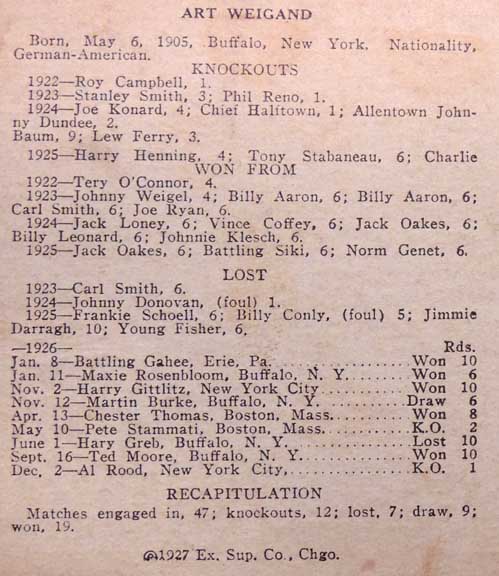 ART WEIGAND
Born, May 6, 1905, Buffalo, New York. Nationality,
German-American.
KNOCKOUTS
1922—Roy Campbell, 1.
1923—Stanley Smith, 3; Phil Reno, 1.
1924—Joe Konard, 4; Chief Halftown, 1; Allentown John-
ny Dundee, 2.
Baum, 9; Lew Ferry, 3.
1925—Harry Henning, 4; Tony Stabaneau, 6; Charlie
WON FROM
1922—Tery O'Connor, 4.
1923—Johnny Weigel, 4; Billy Aaron, 6; Billy Aaron, 6;
Carl Smith, 6; Joe Ryan, 6.
1924—Jack Loney, 6; Vince Coffey, 6; Jack Oakes, 6;
Billy Leonard, 6; Johnnie Klesch, 6.
1925—Jack Oakes, 6; Battling Siki, 6; Norm Genet, 6.
LOST
1923—Carl Smith, 6.
1924—Johnny Donovan, (foul) 1.
1925—Frankie Schoell, 6; Billy Conly, (foul) 5; Jimmie
Darragh, 10; Young Fisher, 6.
—1926— Rds.
Jan. 8—Battling Gahee, Erie, Pa................Won 10
Jan. 11—Maxie Rosenbloom, Buffalo, N. Y........Won 6
Nov. 2—Harry Gittlitz, New York City...........Won 10
Nov. 12—Martin Burke, Buffalo, N. Y............Draw 6
Apr. 13—Chester Thomas, Boston, Mass...........Won 8
May 10—Pete Stammati, Boston, Mass.............K.O. 2
June 1—Hary Greb, Buffalo, N. Y................Lost 10
Sept. 16—Ted Moore, Buffalo, N. Y..............Won 10
Dec. 2—Al Rood, New York City,.................K.O. 1
RECAPITULATION
Matches engaged in, 47; knockouts, 12; lost, 7; draw, 9;
won, 19.
©1927 Ex. Sup. Co., Chgo.